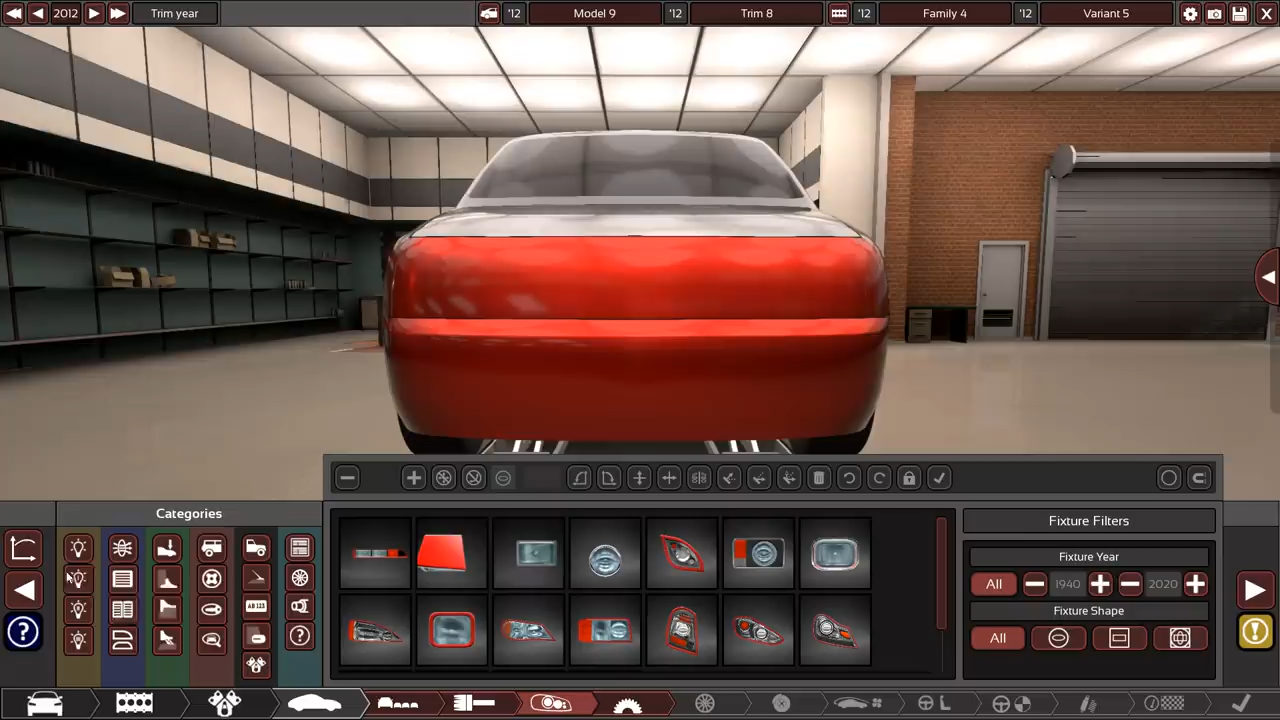 2012 Trim year '12 Model 9 '12 Trim 8 '12 Family 4 '12 Variant 5
Categories
Fixture Filters
Fixture Year
All 1940 2020
Fixture Shape
All
AB 123